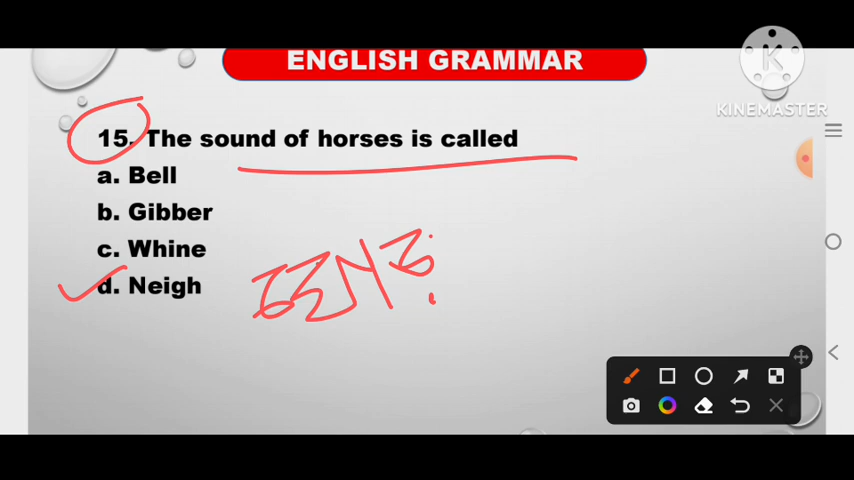 ENGLISH GRAMMAR
KINEMASTER
15. The sound of horses is called
a. Bell
b. Gibber
c. Whine
d. Neigh